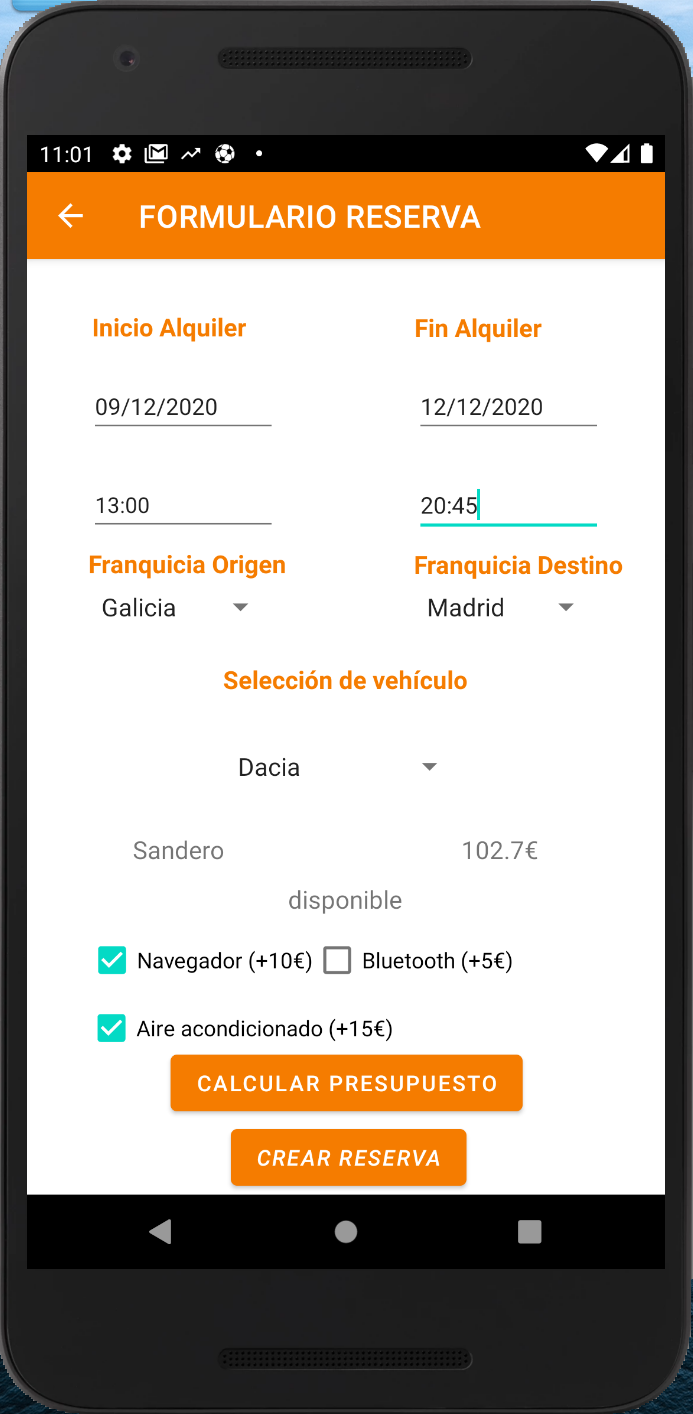 11:01
FORMULARIO RESERVA
Inicio Alquiler Fin Alquiler
09/12/2020 12/12/2020
13:00 20:45
Franquicia Origen Franquicia Destino
Galicia Madrid
Selección de vehículo
Dacia
Sandero 102.7€
disponible
Navegador (+10€) Bluetooth (+5€)
Aire acondicionado (+15€)
CALCULAR PRESUPUESTO
CREAR RESERVA